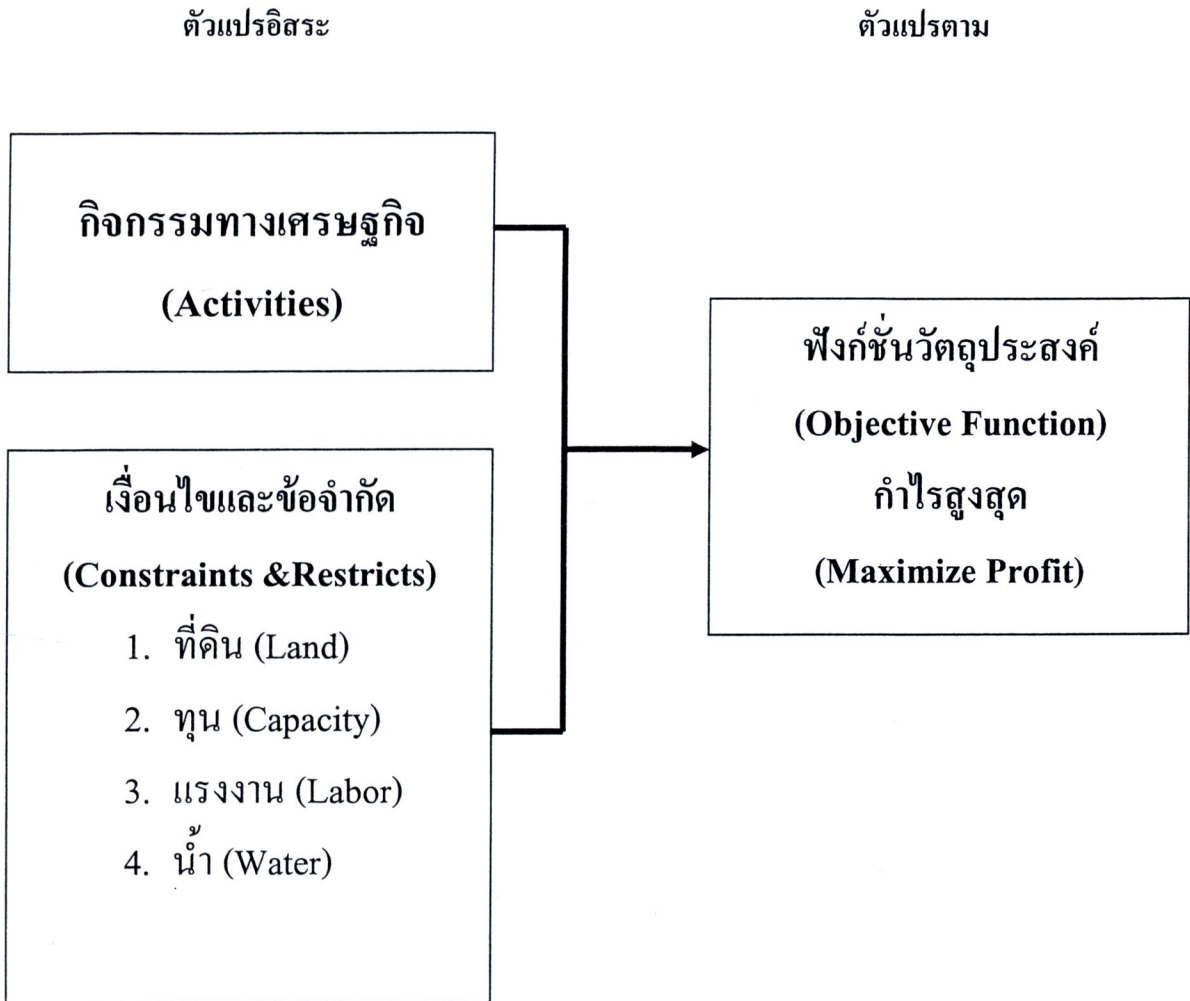 ตัวแปรอิสระ
ตัวแปรตาม
กิจกรรมทางเศรษฐกิจ
(Activities)
เงื่อนไขและข้อจำกัด
(Constraints &Restricts)
1. ที่ดิน (Land)
2. ทุน (Capacity)
3. แรงงาน (Labor)
4. น้ำ (Water)
ฟังก์ชั่นวัตถุประสงค์
(Objective Function)
กำไรสูงสุด
(Maximize Profit)